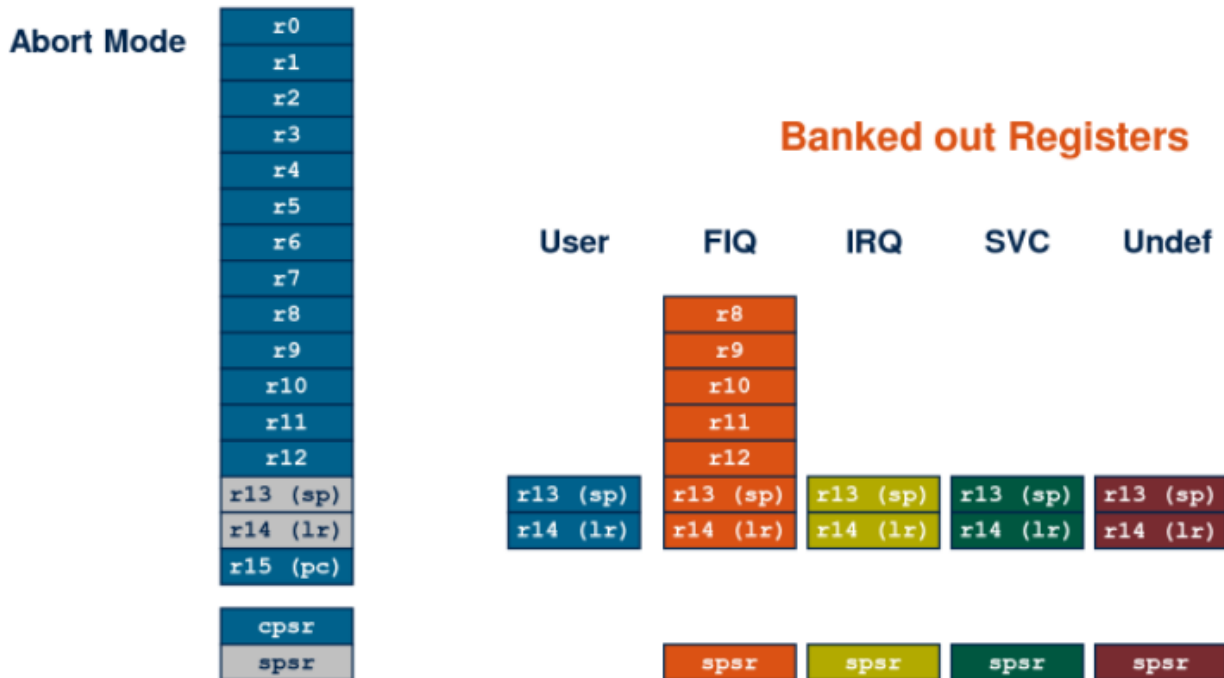 Abort Mode
r0
r1
r2
r3
r4
r5
r6
r7
r8
r9
r10
r11
r12
r13 (sp)
r14 (lr)
r15 (pc)
cpsr
spsr
Banked out Registers
User
FIQ
IRQ
SVC
Undef
r13 (sp)
r14 (lr)
r8
r9
r10
r11
r12
r13 (sp)
r14 (lr)
spsr
r13 (sp)
r14 (lr)
spsr
r13 (sp)
r14 (lr)
spsr
r13 (sp)
r14 (lr)
spsr